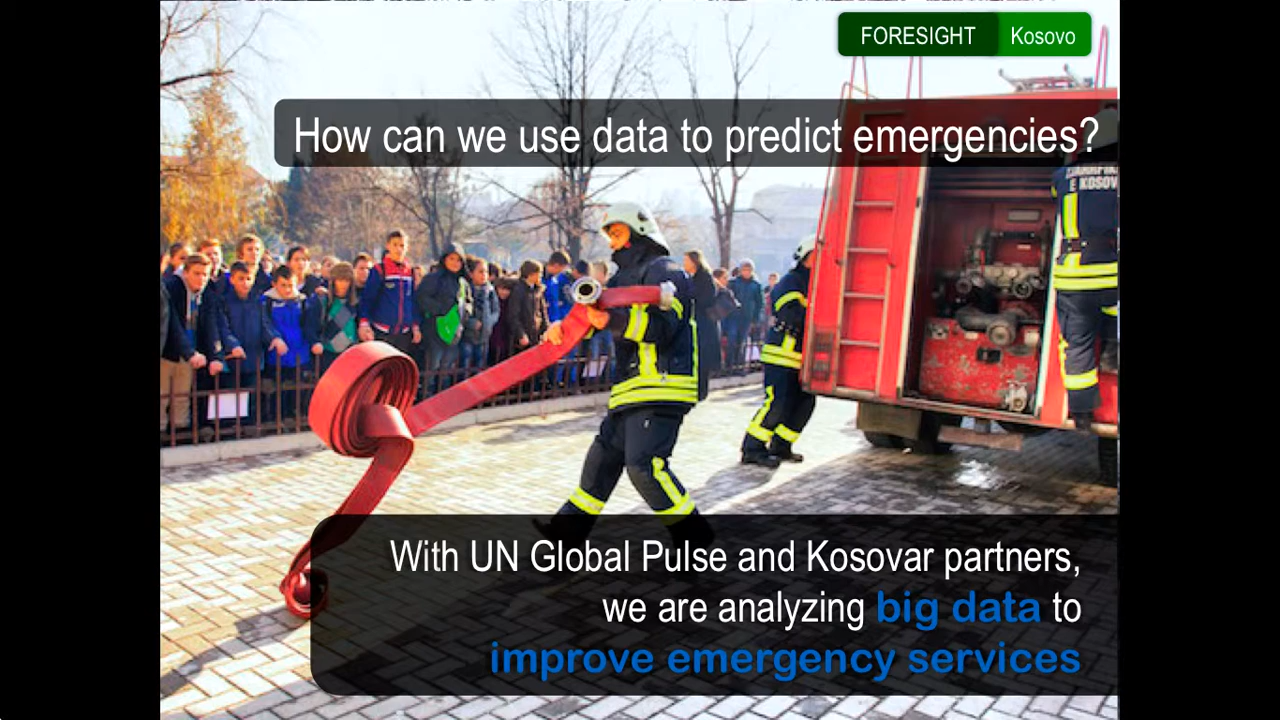 FORESIGHT Kosovo
How can we use data to predict emergencies?
E KOSOV
With UN Global Pulse and Kosovar partners,
we are analyzing big data to
improve emergency services